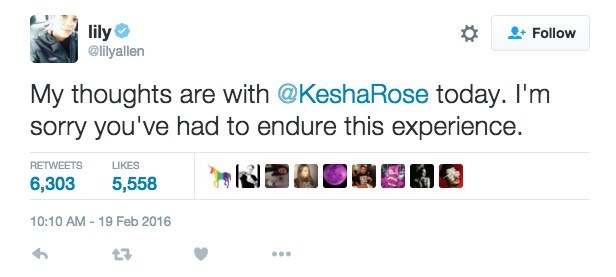 lily
@lilyallen
Follow
My thoughts are with @KeshaRose today. I'm
sorry you've had to endure this experience.
RETWEETS LIKES
6,303 5,558
10:10 AM - 19 Feb 2016